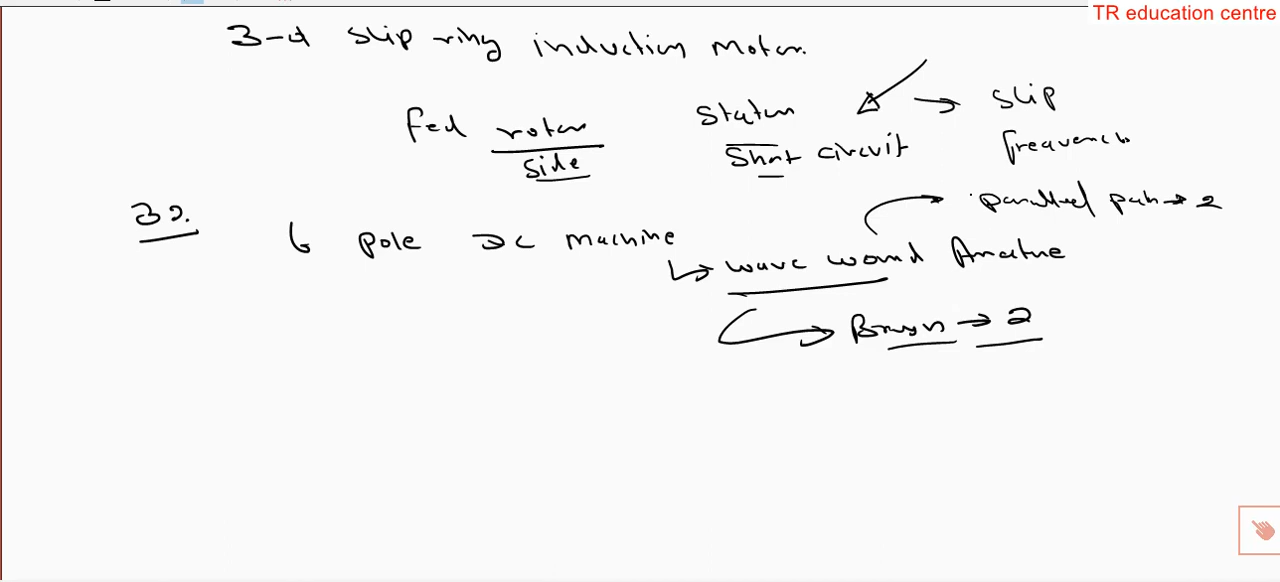 TR education centre
3-ϕ slip ring induction motor.
fed rotor stator → slip
side short circuit frequency
32. parallel path → 2
6 pole DC machine
↳ wave wound Armature
Brush → 2